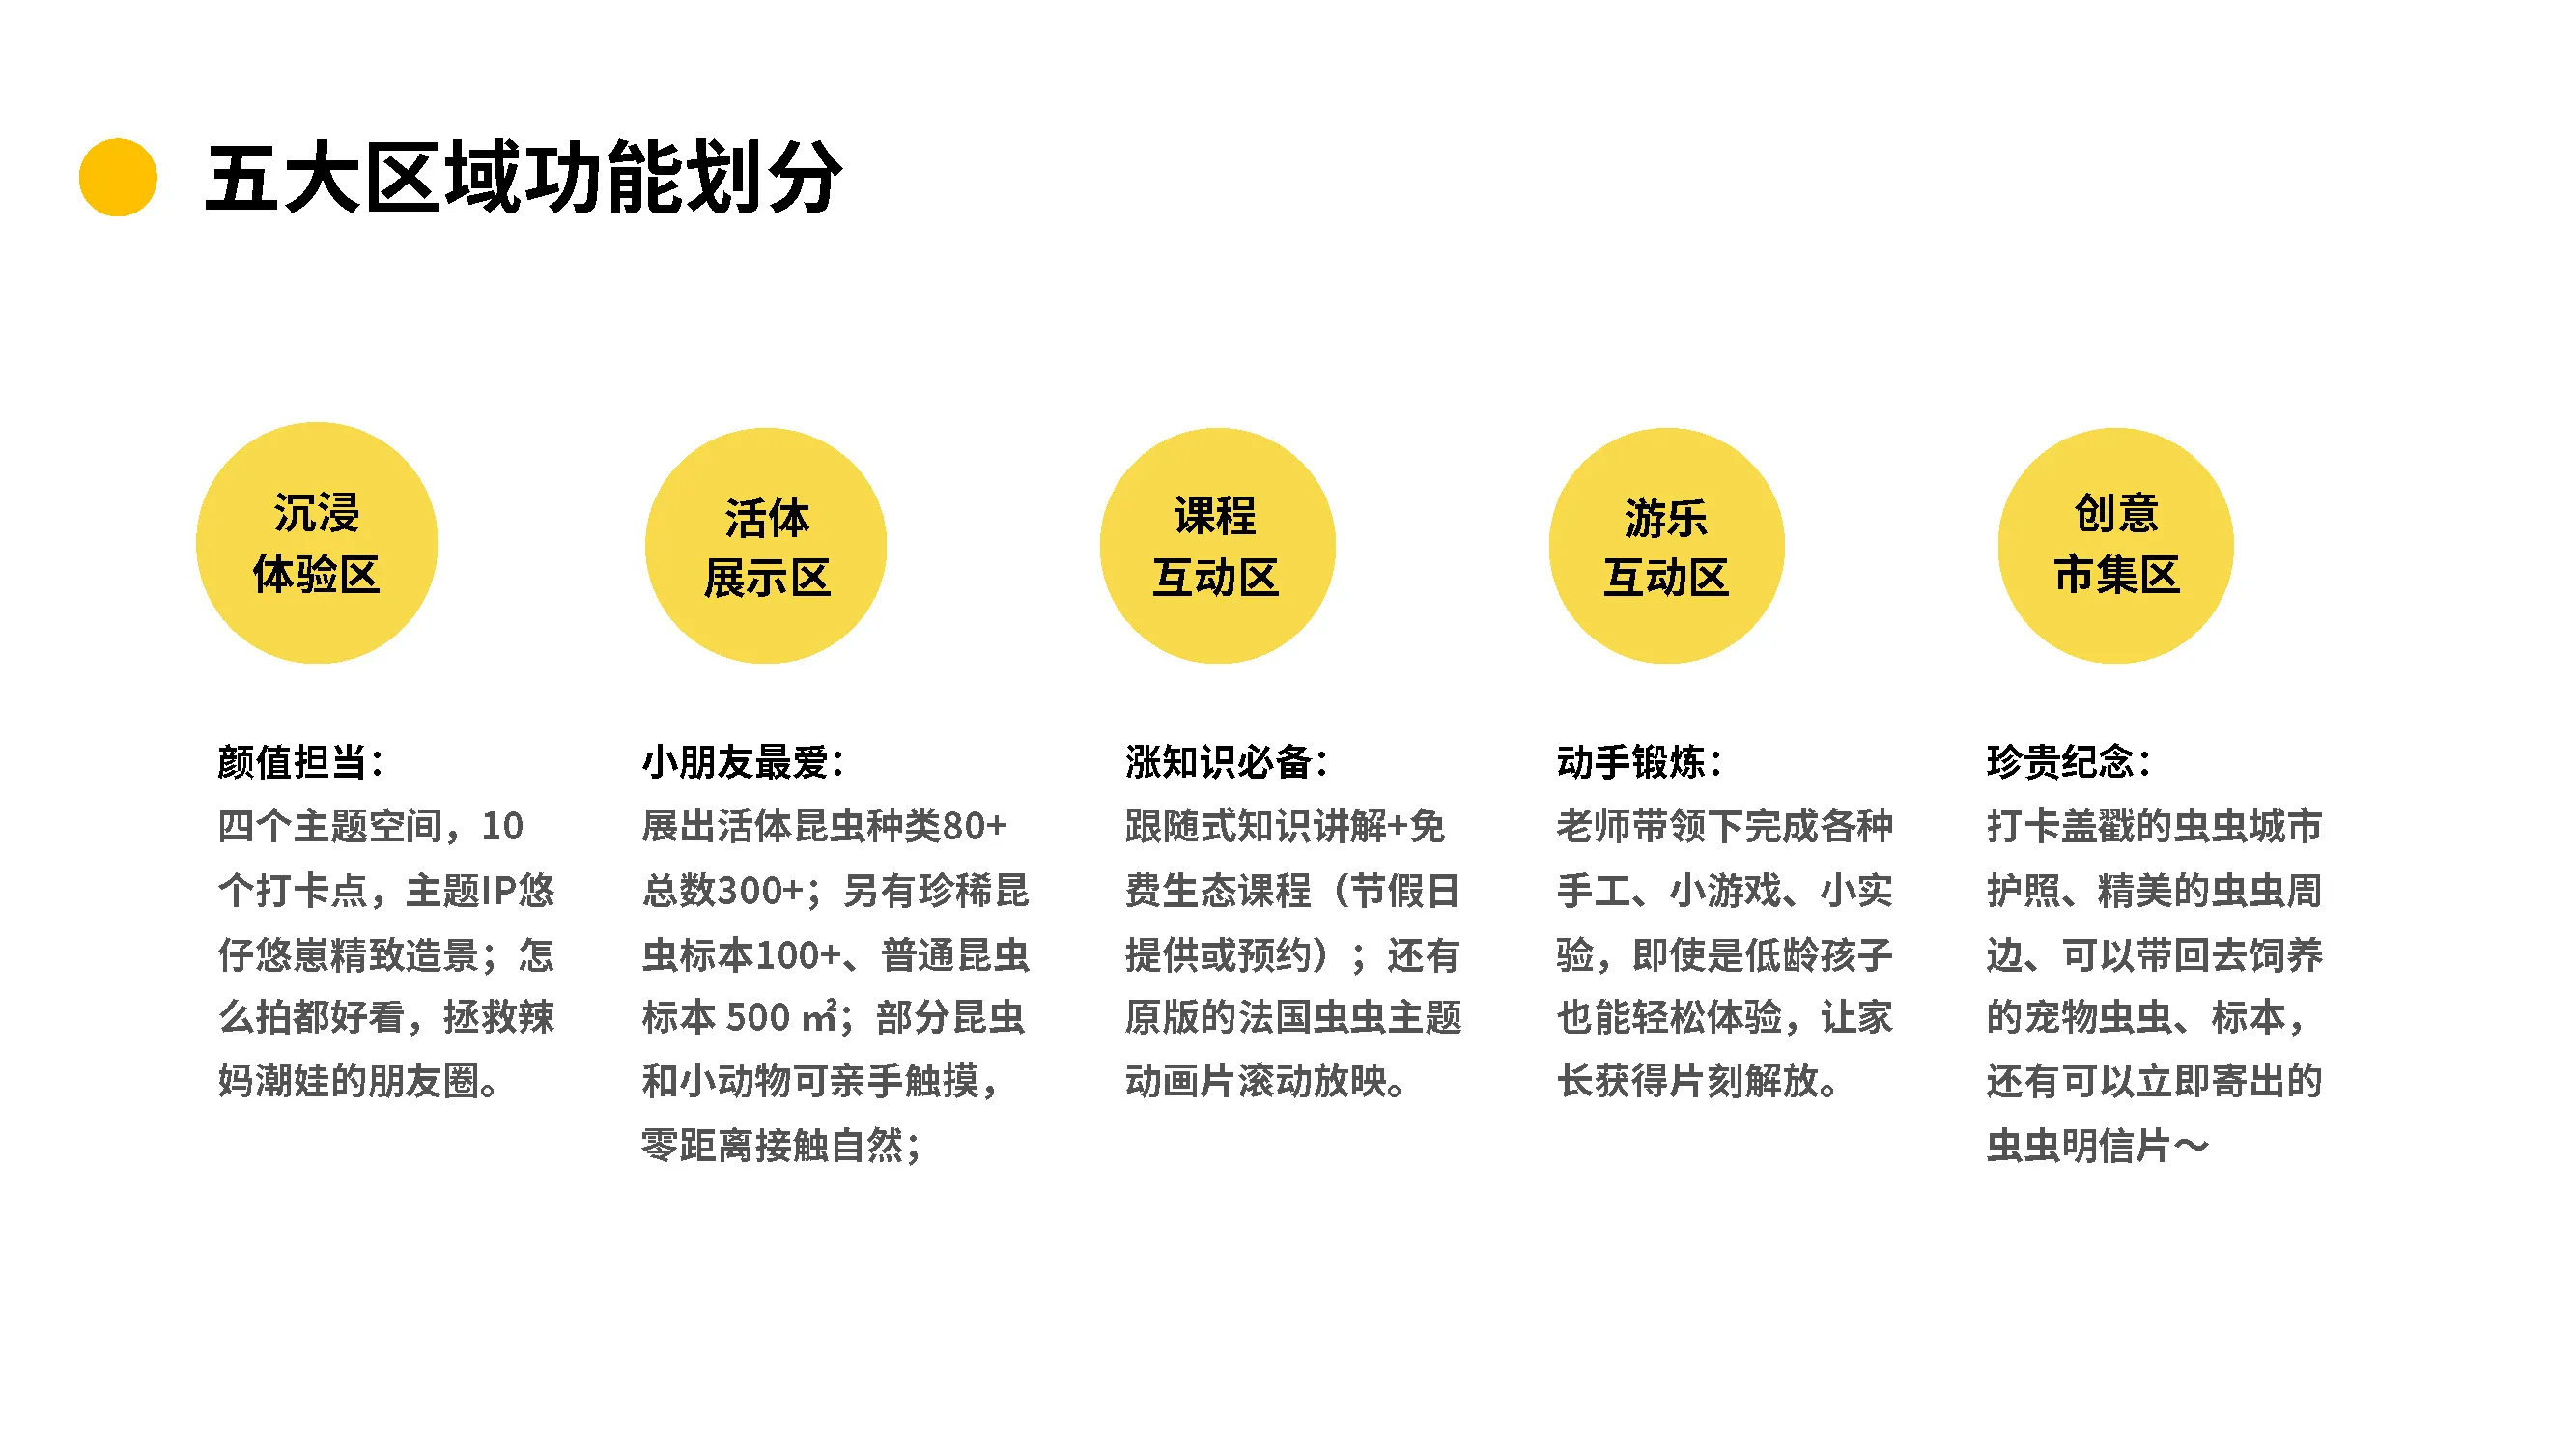 五大区域功能划分
沉浸
体验区
颜值担当：
四个主题空间，10
个打卡点，主题IP悠
仔悠崽精致造景；怎
么拍都好看，拯救辣
妈潮娃的朋友圈。
活体
展示区
小朋友最爱：
展出活体昆虫种类80+
总数300+；另有珍稀昆
虫标本100+、普通昆虫
标本 500 ㎡；部分昆虫
和小动物可亲手触摸，
零距离接触自然；
课程
互动区
涨知识必备：
跟随式知识讲解+免
费生态课程（节假日
提供或预约）；还有
原版的法国虫虫主题
动画片滚动放映。
游乐
互动区
动手锻炼：
老师带领下完成各种
手工、小游戏、小实
验，即使是低龄孩子
也能轻松体验，让家
长获得片刻解放。
创意
市集区
珍贵纪念：
打卡盖戳的虫虫城市
护照、精美的虫虫周
边、可以带回去饲养
的宠物虫虫、标本，
还有可以立即寄出的
虫虫明信片～